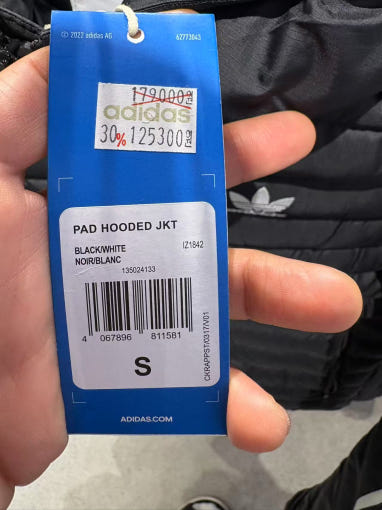 © 2022 adidas AG 62773043
179000
adidas
30% 125300
PAD HOODED JKT
BLACK/WHITE IZ1842
NOIR/BLANC
135024133
4 067896 811581
S
CKRAPPST/0317/V01
ADIDAS.COM